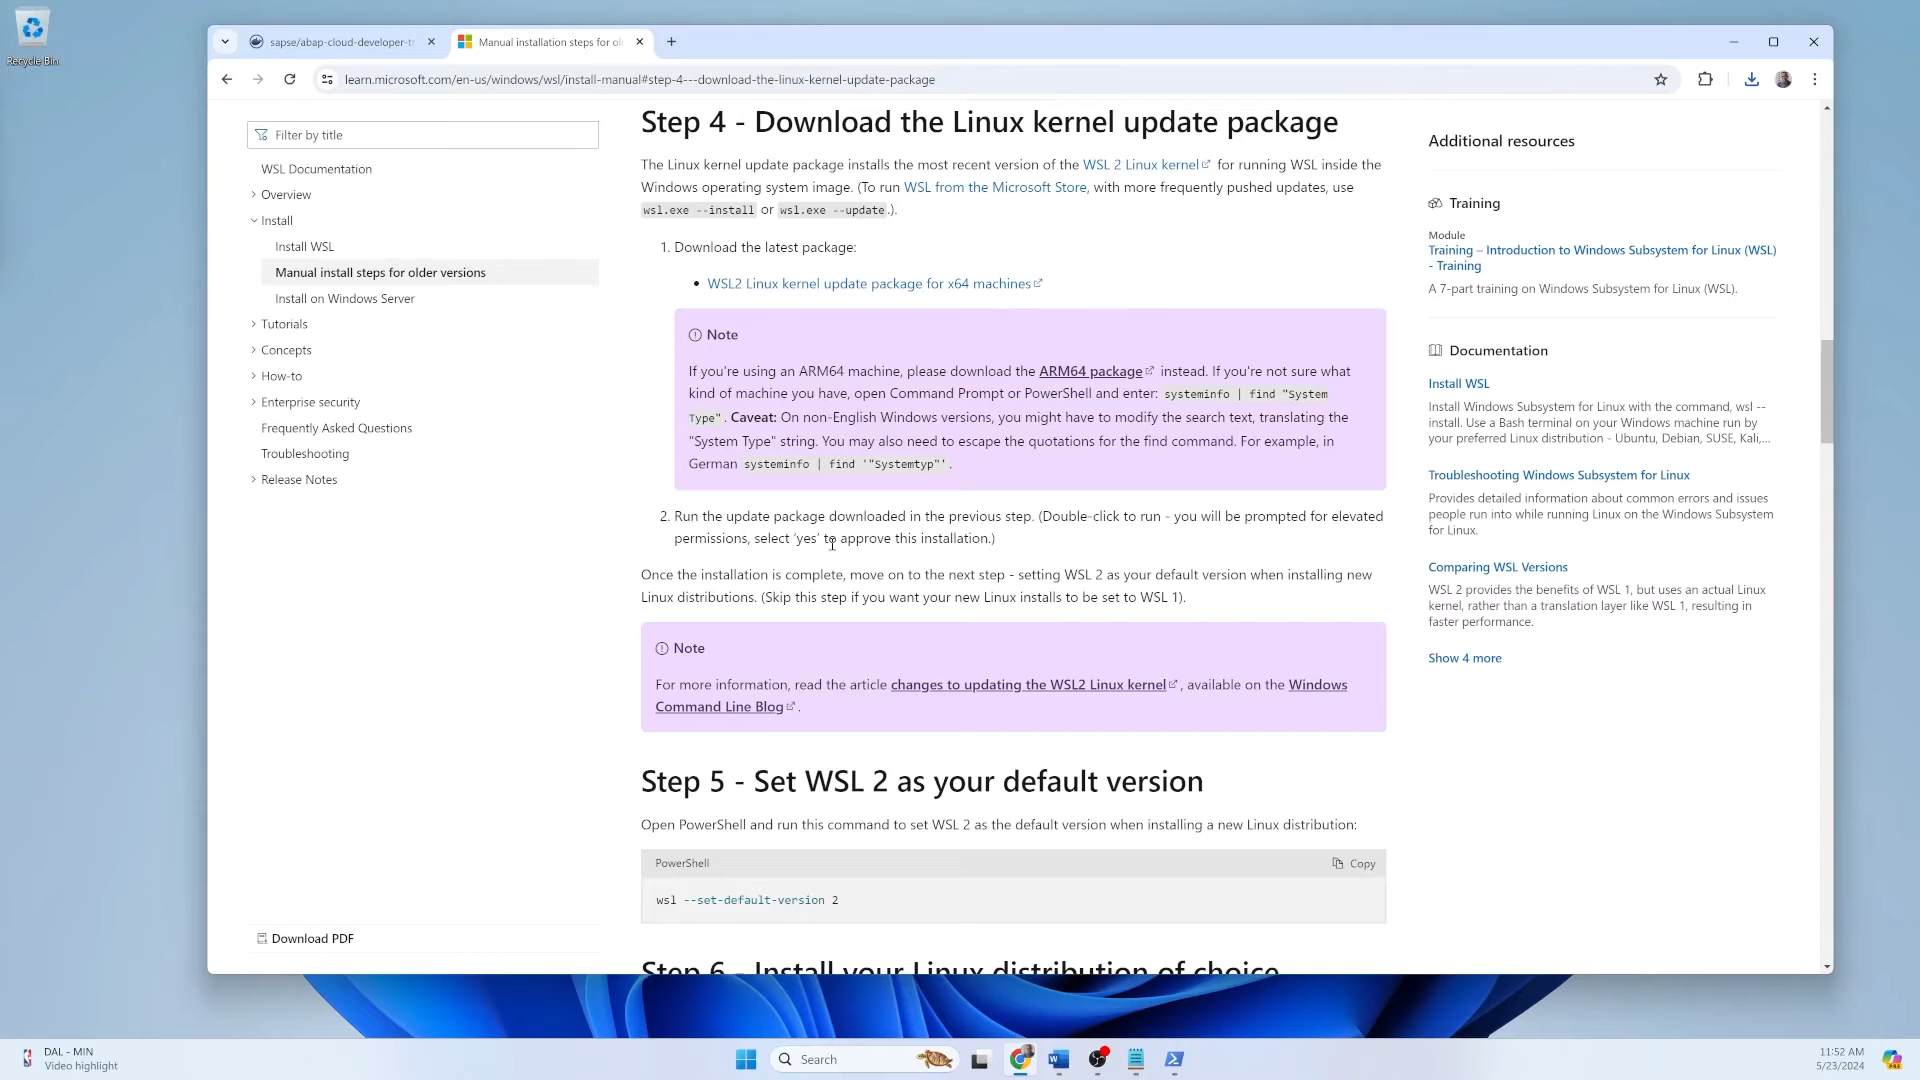 Recycle Bin
sapse/abap-cloud-developer-tr
Manual installation steps for ol
learn.microsoft.com/en-us/windows/wsl/install-manual#step-4---download-the-linux-kernel-update-package
Filter by title
WSL Documentation
Overview
Install
Install WSL
Manual install steps for older versions
Install on Windows Server
Tutorials
Concepts
How-to
Enterprise security
Frequently Asked Questions
Troubleshooting
Release Notes
Download PDF
Step 4 - Download the Linux kernel update package
The Linux kernel update package installs the most recent version of the WSL 2 Linux kernel for running WSL inside the
Windows operating system image. (To run WSL from the Microsoft Store, with more frequently pushed updates, use
wsl.exe --install or wsl.exe --update.).
1. Download the latest package:
• WSL2 Linux kernel update package for x64 machines
Note
If you're using an ARM64 machine, please download the ARM64 package instead. If you're not sure what
kind of machine you have, open Command Prompt or PowerShell and enter: systeminfo | find "System
Type". Caveat: On non-English Windows versions, you might have to modify the search text, translating the
"System Type" string. You may also need to escape the quotations for the find command. For example, in
German systeminfo | find '"Systemtyp"'.
2. Run the update package downloaded in the previous step. (Double-click to run - you will be prompted for elevated
permissions, select ‘yes’ to approve this installation.)
Once the installation is complete, move on to the next step - setting WSL 2 as your default version when installing new
Linux distributions. (Skip this step if you want your new Linux installs to be set to WSL 1).
Note
For more information, read the article changes to updating the WSL2 Linux kernel, available on the Windows
Command Line Blog.
Step 5 - Set WSL 2 as your default version
Open PowerShell and run this command to set WSL 2 as the default version when installing a new Linux distribution:
PowerShell
Copy
wsl --set-default-version 2
Step 6 - Install your Linux distribution of choice
Additional resources
Training
Module
Training – Introduction to Windows Subsystem for Linux (WSL)
- Training
A 7-part training on Windows Subsystem for Linux (WSL).
Documentation
Install WSL
Install Windows Subsystem for Linux with the command, wsl --
install. Use a Bash terminal on your Windows machine run by
your preferred Linux distribution - Ubuntu, Debian, SUSE, Kali,...
Troubleshooting Windows Subsystem for Linux
Provides detailed information about common errors and issues
people run into while running Linux on the Windows Subsystem
for Linux.
Comparing WSL Versions
WSL 2 provides the benefits of WSL 1, but uses an actual Linux
kernel, rather than a translation layer like WSL 1, resulting in
faster performance.
Show 4 more
DAL - MIN
Video highlight
Search
11:52 AM
5/23/2024